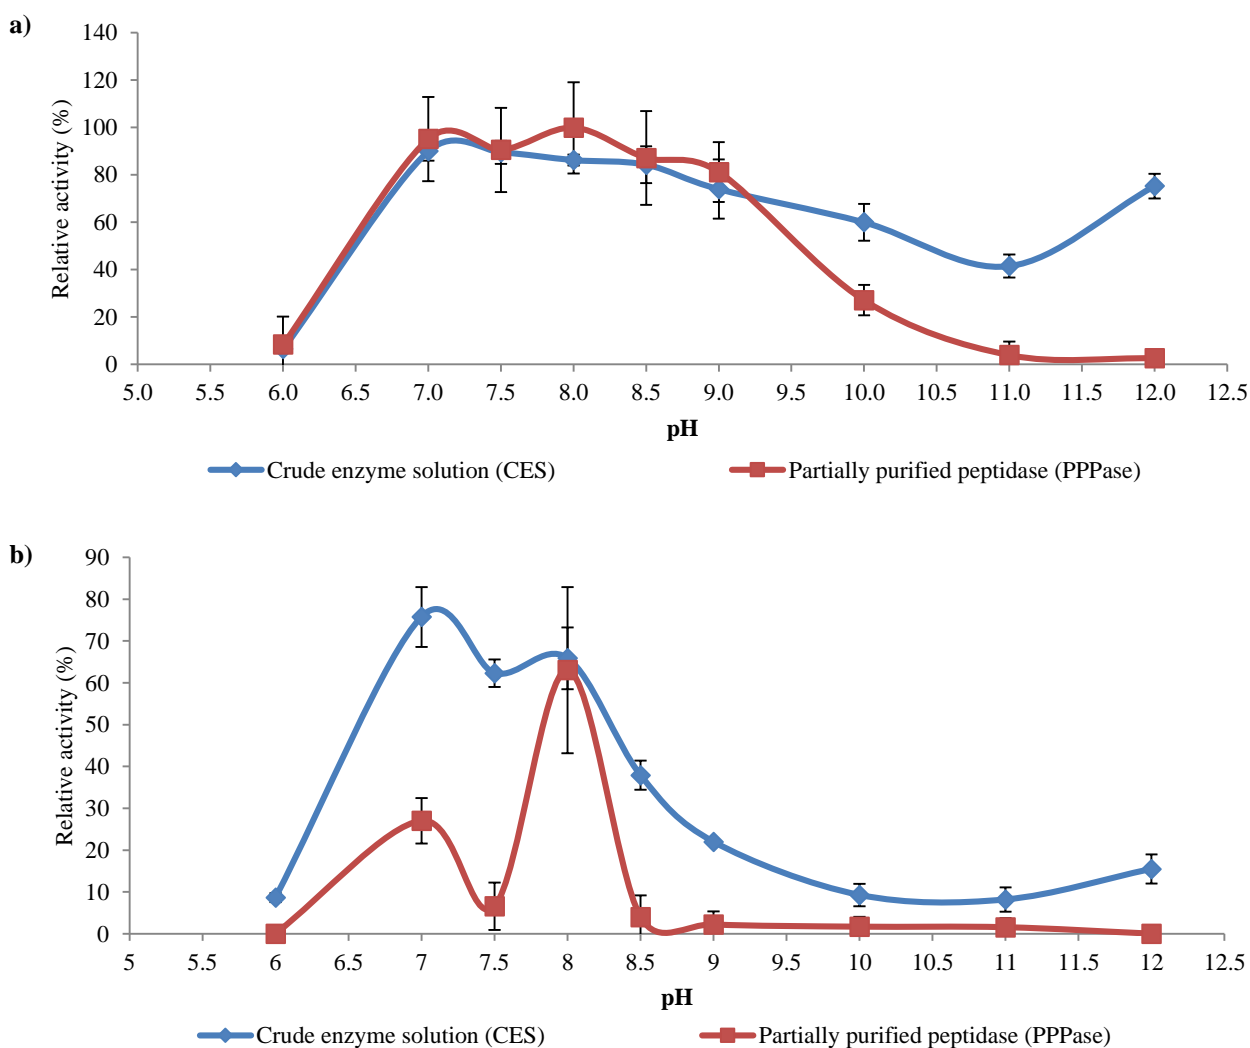 a)
140
120
100
80
60
40
20
0
Relative activity (%)
5.0 5.5 6.0 6.5 7.0 7.5 8.0 8.5 9.0 9.5 10.0 10.5 11.0 11.5 12.0 12.5
pH
Crude enzyme solution (CES) Partially purified peptidase (PPPase)
b)
90
80
70
60
50
40
30
20
10
0
Relative activity (%)
5 5.5 6 6.5 7 7.5 8 8.5 9 9.5 10 10.5 11 11.5 12 12.5
pH
Crude enzyme solution (CES) Partially purified peptidase (PPPase)